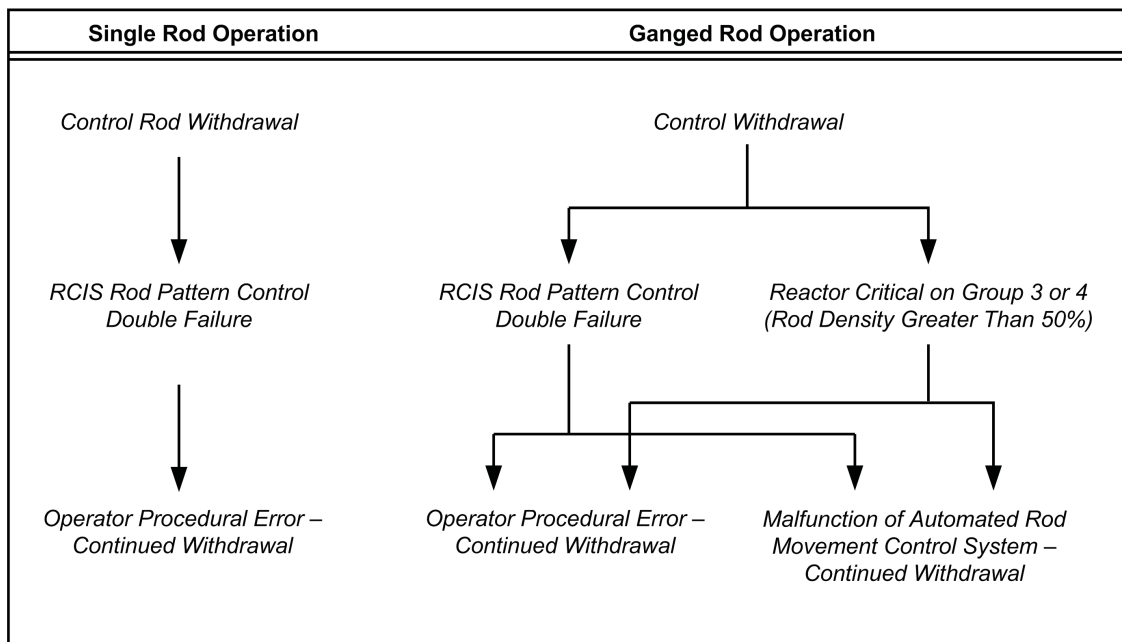 Single Rod Operation
Ganged Rod Operation
Control Rod Withdrawal
Control Withdrawal
RCIS Rod Pattern Control
Double Failure
RCIS Rod Pattern Control
Double Failure
Reactor Critical on Group 3 or 4
(Rod Density Greater Than 50%)
Operator Procedural Error –
Continued Withdrawal
Operator Procedural Error –
Continued Withdrawal
Malfunction of Automated Rod
Movement Control System –
Continued Withdrawal